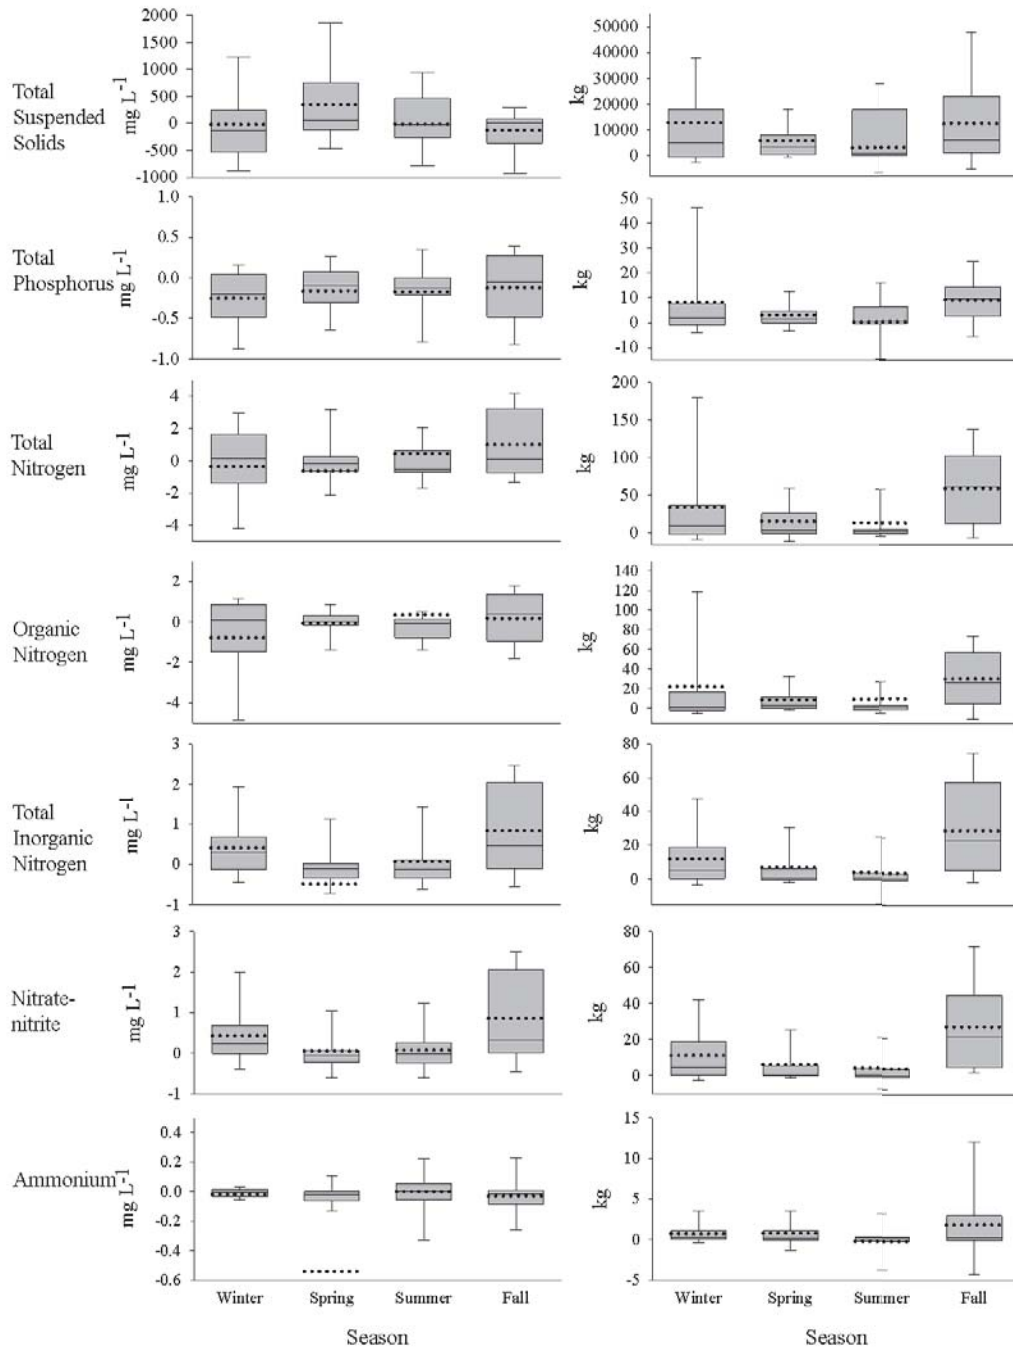 Total
Suspended
Solids
mg L-1
2000
1500
1000
500
0
-500
-1000
kg
50000
40000
30000
20000
10000
0
Total
Phosphorus
mg L-1
1.0
0.5
0.0
-0.5
-1.0
kg
50
40
30
20
10
0
-10
Total
Nitrogen
mg L-1
4
2
0
-2
-4
kg
200
150
100
50
0
Organic
Nitrogen
mg L-1
2
0
-2
-4
kg
140
120
100
80
60
40
20
0
Total
Inorganic
Nitrogen
mg L-1
3
2
1
0
-1
kg
80
60
40
20
0
Nitrate-
nitrite
mg L-1
3
2
1
0
-1
kg
80
60
40
20
0
Ammonium
mg L-1
0.4
0.2
0.0
-0.2
-0.4
-0.6
kg
15
10
5
0
-5
Winter Spring Summer Fall
Season
Winter Spring Summer Fall
Season